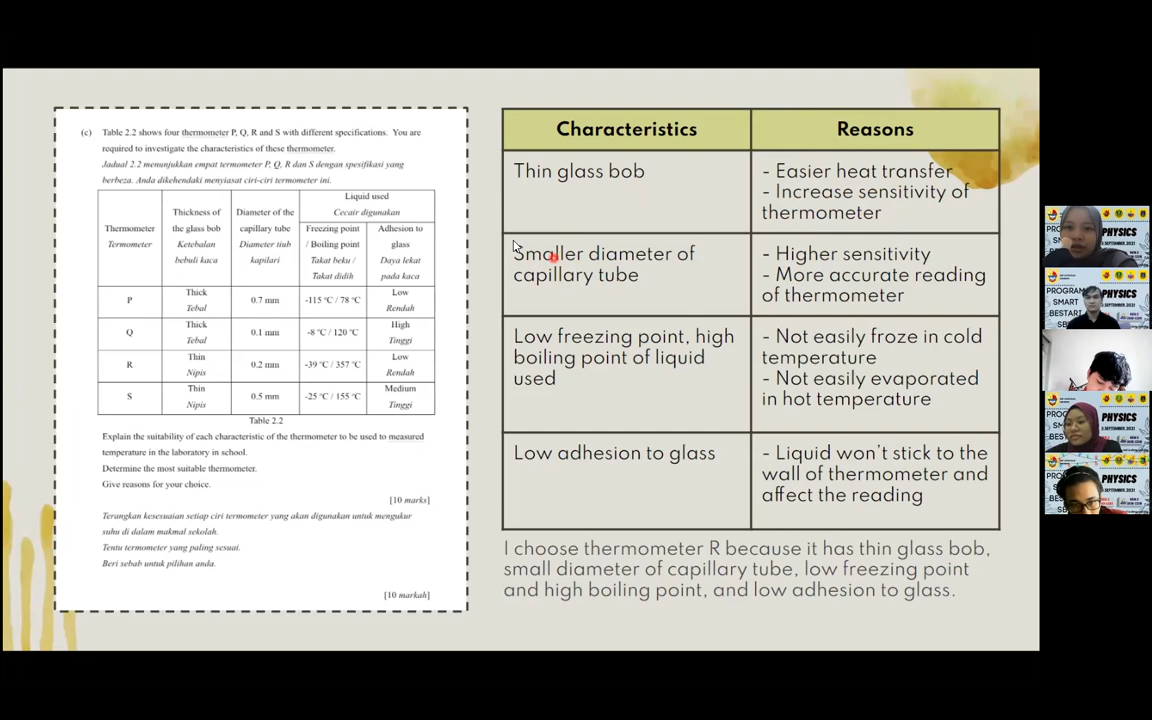 (c) Table 2.2 shows four thermometer P, Q, R and S with different specifications. You are
required to investigate the characteristics of these thermometer.
Jadual 2.2 menunjukkan empat termometer P, Q, R dan S dengan spesifikasi yang
berbeza. Anda dikehendaki menyiasat ciri-ciri termometer ini.
Thermometer
Termometer
Thickness of
the glass bob
Ketebalan
bebuli kaca
Diameter of the
capillary tube
Diameter tiub
kapilari
Liquid used
Cecair digunakan
Freezing point
/ Boiling point
Takat beku /
Takat didih
Adhesion to
glass
Daya lekat
pada kaca
P
Thick
Tebal
0.7 mm
-115 °C / 78 °C
Low
Rendah
Q
Thick
Tebal
0.1 mm
-8 °C / 120 °C
High
Tinggi
R
Thin
Nipis
0.2 mm
-39 °C / 357 °C
Low
Rendah
S
Thin
Nipis
0.5 mm
-25 °C / 155 °C
Medium
Tinggi
Table 2.2
Explain the suitability of each characteristic of the thermometer to be used to measured
temperature in the laboratory in school.
Determine the most suitable thermometer.
Give reasons for your choice.
[10 marks]
Terangkan kesesuaian setiap ciri termometer yang akan digunakan untuk mengukur
suhu di dalam makmal sekolah.
Tentu termometer yang paling sesuai.
Beri sebab untuk pilihan anda.
[10 markah]
Characteristics
Reasons
Thin glass bob
- Easier heat transfer
- Increase sensitivity of
thermometer
Smaller diameter of
capillary tube
- Higher sensitivity
- More accurate reading
of thermometer
Low freezing point, high
boiling point of liquid
used
- Not easily froze in cold
temperature
- Not easily evaporated
in hot temperature
Low adhesion to glass
- Liquid won't stick to the
wall of thermometer and
affect the reading
I choose thermometer R because it has thin glass bob,
small diameter of capillary tube, low freezing point
and high boiling point, and low adhesion to glass.
PHYSICS
PROGRAM
SMART
BESTARI
PHYSICS
PHYSICS
PHYSICS